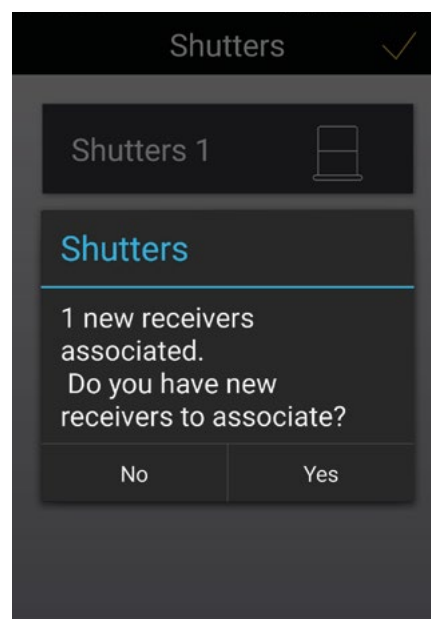 Shutters
Shutters 1
Shutters
1 new receivers
associated.
Do you have new
receivers to associate?
No
Yes